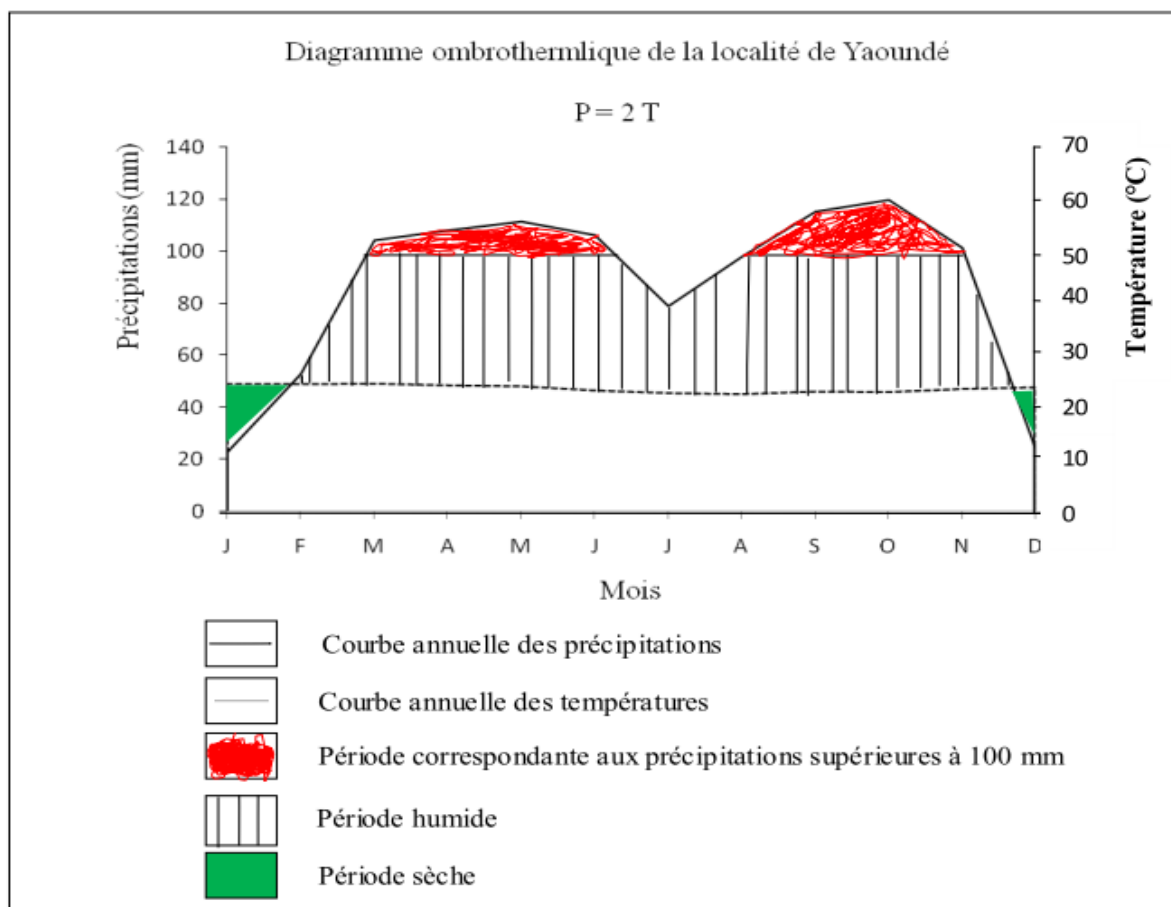 Diagramme ombrothermlique de la localité de Yaoundé
P = 2 T
Précipitations (mm)
140
120
100
80
60
40
20
0
70
60
50
40
30
20
10
0
Température (°C)
J F M A M J J A S O N D
Mois
Courbe annuelle des précipitations
Courbe annuelle des températures
Période correspondante aux précipitations supérieures à 100 mm
Période humide
Période sèche